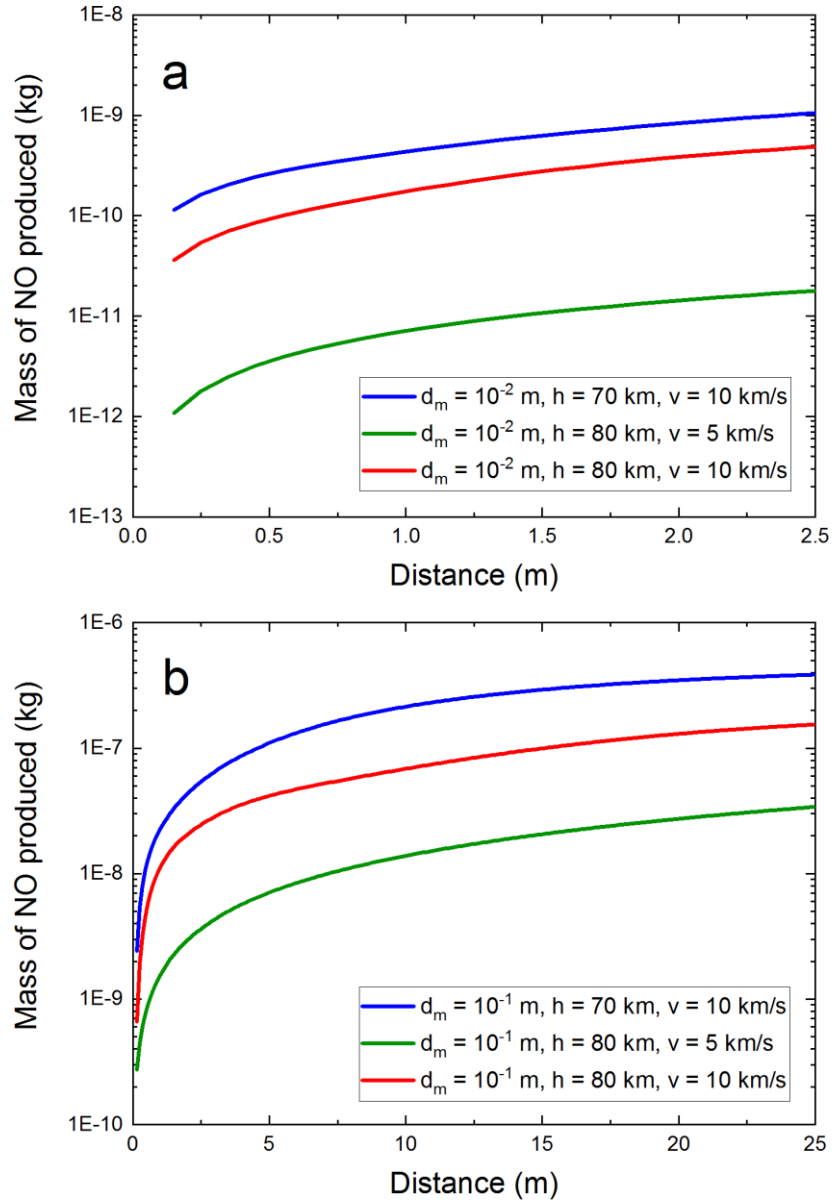 a
Mass of NO produced (kg)
1E-8
1E-9
1E-10
1E-11
1E-12
1E-13
d_m = 10^-2 m, h = 70 km, v = 10 km/s
d_m = 10^-2 m, h = 80 km, v = 5 km/s
d_m = 10^-2 m, h = 80 km, v = 10 km/s
0.0 0.5 1.0 1.5 2.0 2.5
Distance (m)
b
Mass of NO produced (kg)
1E-6
1E-7
1E-8
1E-9
1E-10
d_m = 10^-1 m, h = 70 km, v = 10 km/s
d_m = 10^-1 m, h = 80 km, v = 5 km/s
d_m = 10^-1 m, h = 80 km, v = 10 km/s
0 5 10 15 20 25
Distance (m)